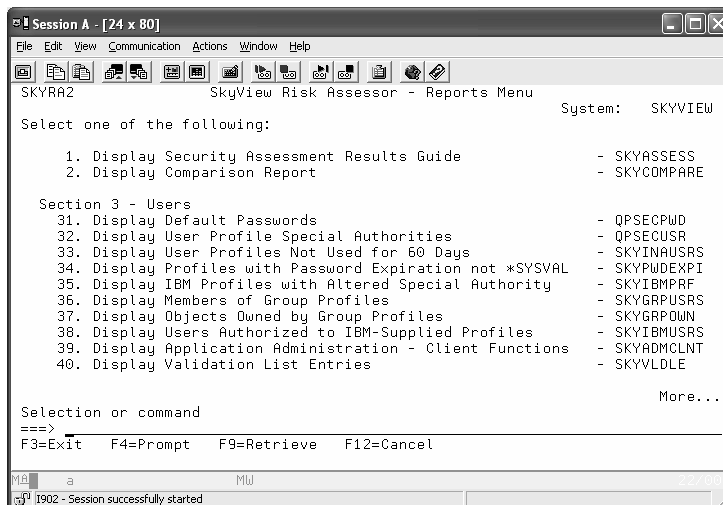 Session A - [24 x 80]
File Edit View Communication Actions Window Help
SKYRA2 SkyView Risk Assessor - Reports Menu
System: SKYVIEW
Select one of the following:
1. Display Security Assessment Results Guide - SKYASSESS
2. Display Comparison Report - SKYCOMPARE
Section 3 - Users
31. Display Default Passwords - QPSECPWD
32. Display User Profile Special Authorities - QPSECUSR
33. Display User Profiles Not Used for 60 Days - SKYINAUSRS
34. Display Profiles with Password Expiration not *SYSVAL - SKYPWDEXPI
35. Display IBM Profiles with Altered Special Authority - SKYIBMPRF
36. Display Members of Group Profiles - SKYGRPUSRS
37. Display Objects Owned by Group Profiles - SKYGRPOWN
38. Display Users Authorized to IBM-Supplied Profiles - SKYIBMUSRS
39. Display Application Administration - Client Functions - SKYADMCLNT
40. Display Validation List Entries - SKYVLDLE
More...
Selection or command
===>
F3=Exit F4=Prompt F9=Retrieve F12=Cancel
MA a MW 22/00
I902 - Session successfully started